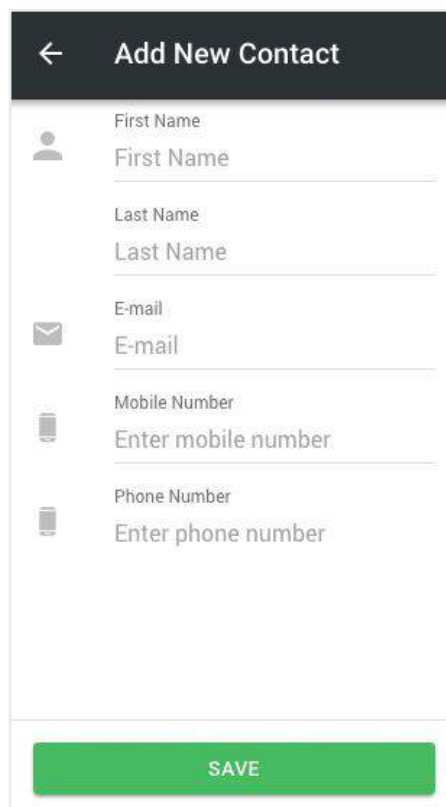 Add New Contact
First Name
First Name
Last Name
Last Name
E-mail
E-mail
Mobile Number
Enter mobile number
Phone Number
Enter phone number
SAVE